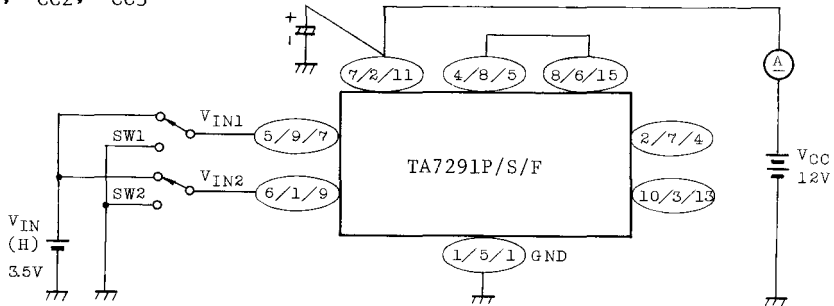 CC2, CC3
+
-
7/2/11
4/8/5
8/6/15
A
VIN1
5/9/7
SW1
TA7291P/S/F
2/7/4
VCC
12V
VIN2
6/1/9
SW2
10/3/13
VIN
(H)
3.5V
1/5/1 GND